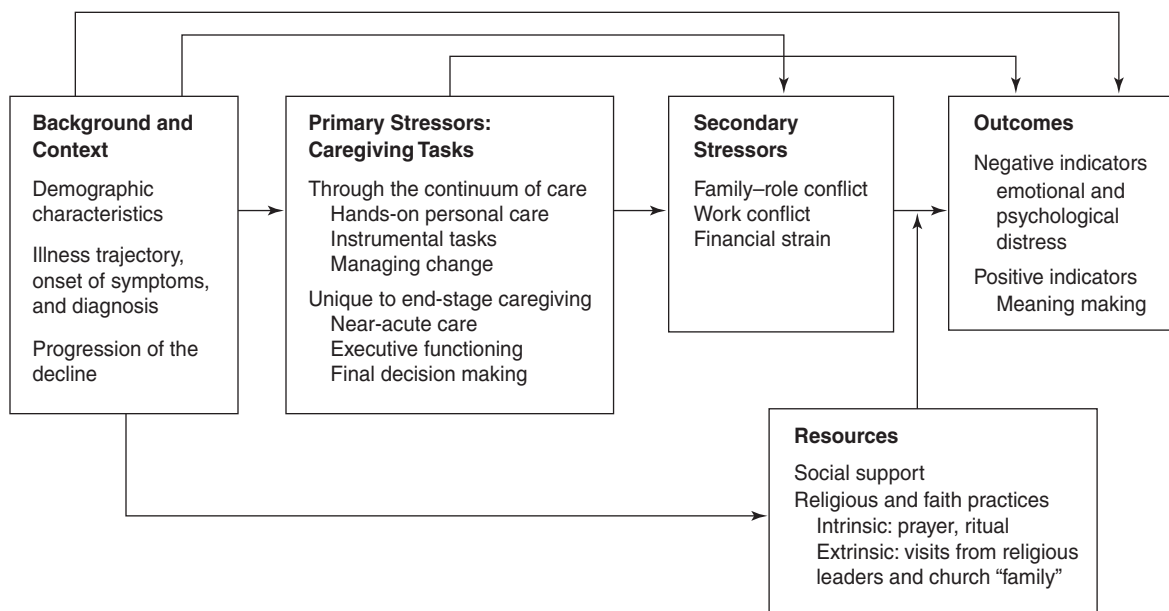 Background and
Context
Demographic
characteristics
Illness trajectory,
onset of symptoms,
and diagnosis
Progression of the
decline
Primary Stressors:
Caregiving Tasks
Through the continuum of care
Hands-on personal care
Instrumental tasks
Managing change
Unique to end-stage caregiving
Near-acute care
Executive functioning
Final decision making
Secondary
Stressors
Family–role conflict
Work conflict
Financial strain
Outcomes
Negative indicators
emotional and
psychological
distress
Positive indicators
Meaning making
Resources
Social support
Religious and faith practices
Intrinsic: prayer, ritual
Extrinsic: visits from religious
leaders and church “family”